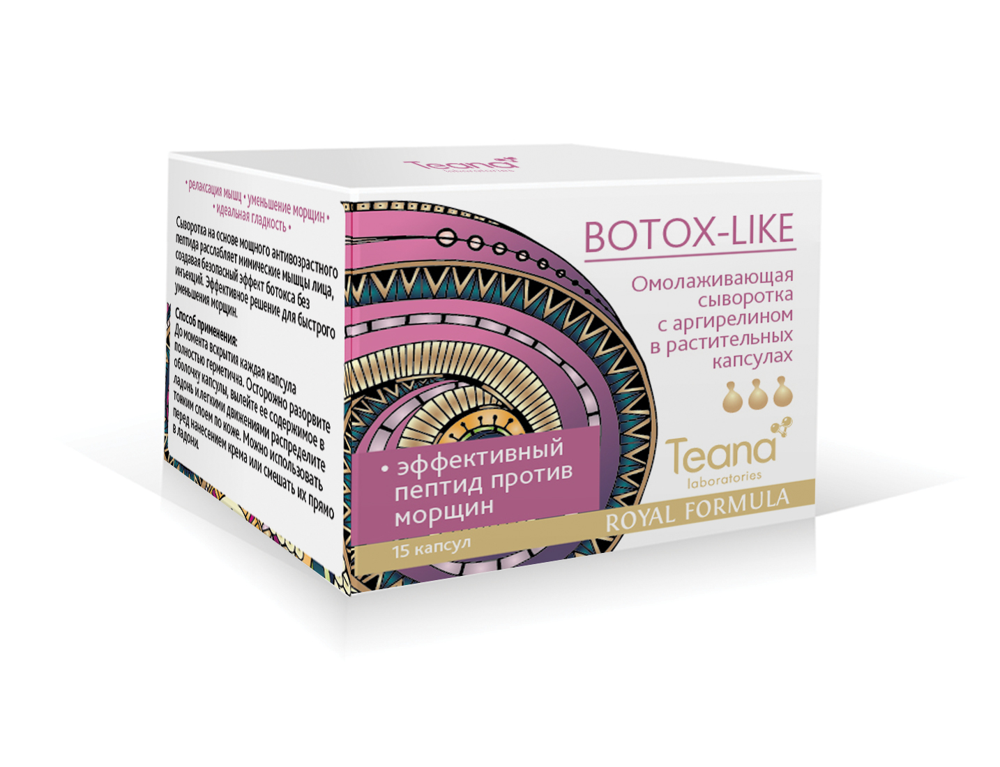 Teana
laboratories
• релаксация мышц • уменьшение морщин •
• идеальная гладкость •
Сыворотка на основе мощного антивозрастного
пептида расслабляет мимические мышцы лица,
создавая безопасный эффект ботокса без
инъекций. Эффективное решение для быстрого
уменьшения морщин.
Способ применения:
До момента вскрытия каждая капсула
полностью герметична. Осторожно разорвите
оболочку капсулы, вылейте ее содержимое в
ладонь и легкими движениями распределите
тонким слоем по коже. Можно использовать
перед нанесением крема или смешать их прямо
в ладони.
BOTOX-LIKE
Омолаживающая
сыворотка
с аргирелином
в растительных
капсулах
Teana
laboratories
ROYAL FORMULA
• эффективный
пептид против
морщин
15 капсул